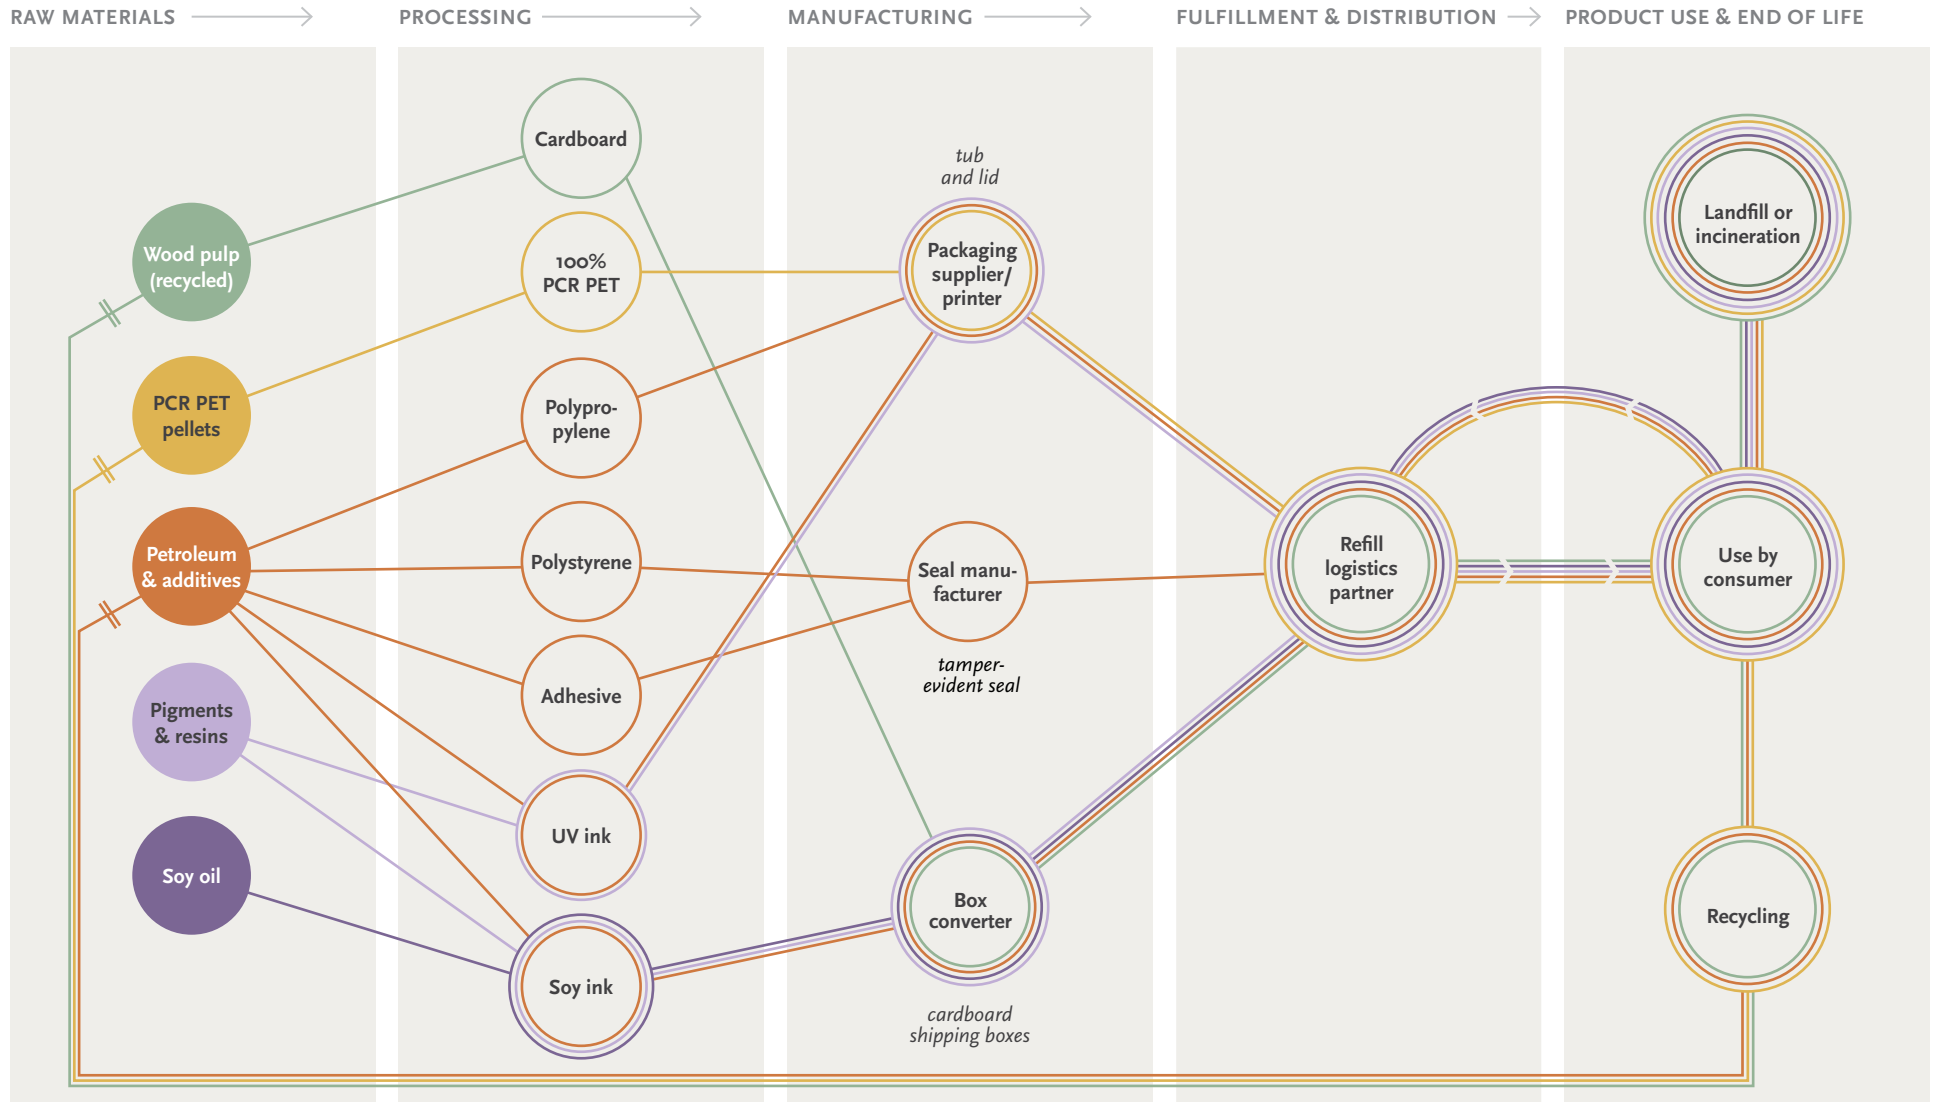 RAW MATERIALS
PROCESSING
MANUFACTURING
FULFILLMENT & DISTRIBUTION
PRODUCT USE & END OF LIFE
Wood pulp
(recycled)
PCR PET
pellets
Petroleum
& additives
Pigments
& resins
Soy oil
Cardboard
100%
PCR PET
Polypro-
pylene
Polystyrene
Adhesive
UV ink
Soy ink
tub
and lid
Packaging
supplier/
printer
Seal manu-
facturer
tamper-
evident seal
Box
converter
cardboard
shipping boxes
Refill
logistics
partner
Landfill or
incineration
Use by
consumer
Recycling